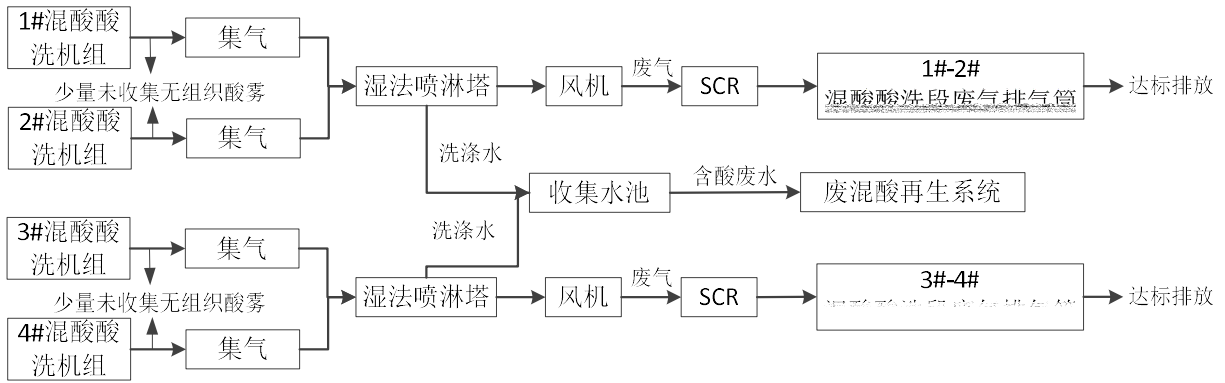 1#混酸酸
洗机组
集气
少量未收集无组织酸雾
2#混酸酸
洗机组
集气
湿法喷淋塔
风机
废气
SCR
1#-2#
混酸酸洗段废气排气筒
达标排放
洗涤水
收集水池
含酸废水
废混酸再生系统
洗涤水
3#混酸酸
洗机组
集气
少量未收集无组织酸雾
4#混酸酸
洗机组
集气
湿法喷淋塔
风机
废气
SCR
3#-4#
达标排放